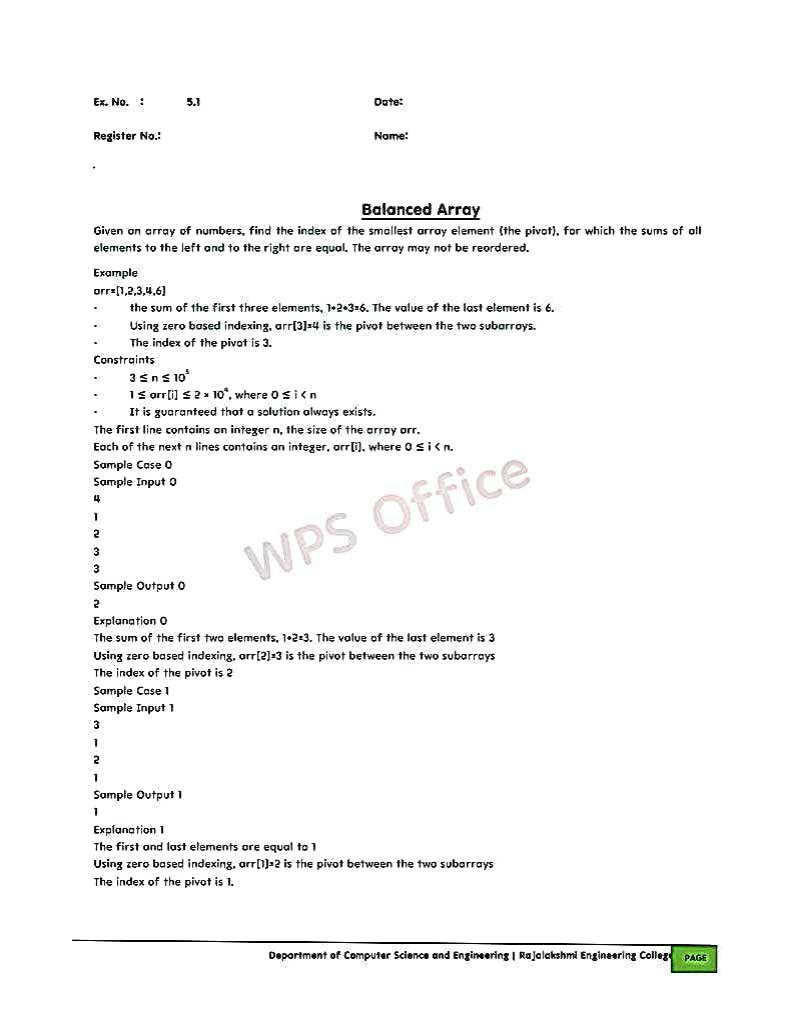 Ex. No. : 5.1 Date:
Register No.: Name:
.
Balanced Array
Given an array of numbers, find the index of the smallest array element (the pivot), for which the sums of all
elements to the left and to the right are equal. The array may not be reordered.
Example
arr=[1,2,3,4,6]
- the sum of the first three elements, 1+2+3=6. The value of the last element is 6.
- Using zero based indexing, arr[3]=4 is the pivot between the two subarrays.
- The index of the pivot is 3.
Constraints
- 3 ≤ n ≤ 10⁵
- 1 ≤ arr[i] ≤ 2 × 10⁴, where 0 ≤ i < n
- It is guaranteed that a solution always exists.
The first line contains an integer n, the size of the array arr.
Each of the next n lines contains an integer, arr[i], where 0 ≤ i < n.
Sample Case 0
Sample Input 0
4
1
2
3
3
Sample Output 0
2
Explanation 0
The sum of the first two elements, 1+2=3. The value of the last element is 3
Using zero based indexing, arr[2]=3 is the pivot between the two subarrays
The index of the pivot is 2
Sample Case 1
Sample Input 1
3
1
2
1
Sample Output 1
1
Explanation 1
The first and last elements are equal to 1
Using zero based indexing, arr[1]=2 is the pivot between the two subarrays
The index of the pivot is 1.
WPS Office
Department of Computer Science and Engineering | Rajalakshmi Engineering College
PAGE